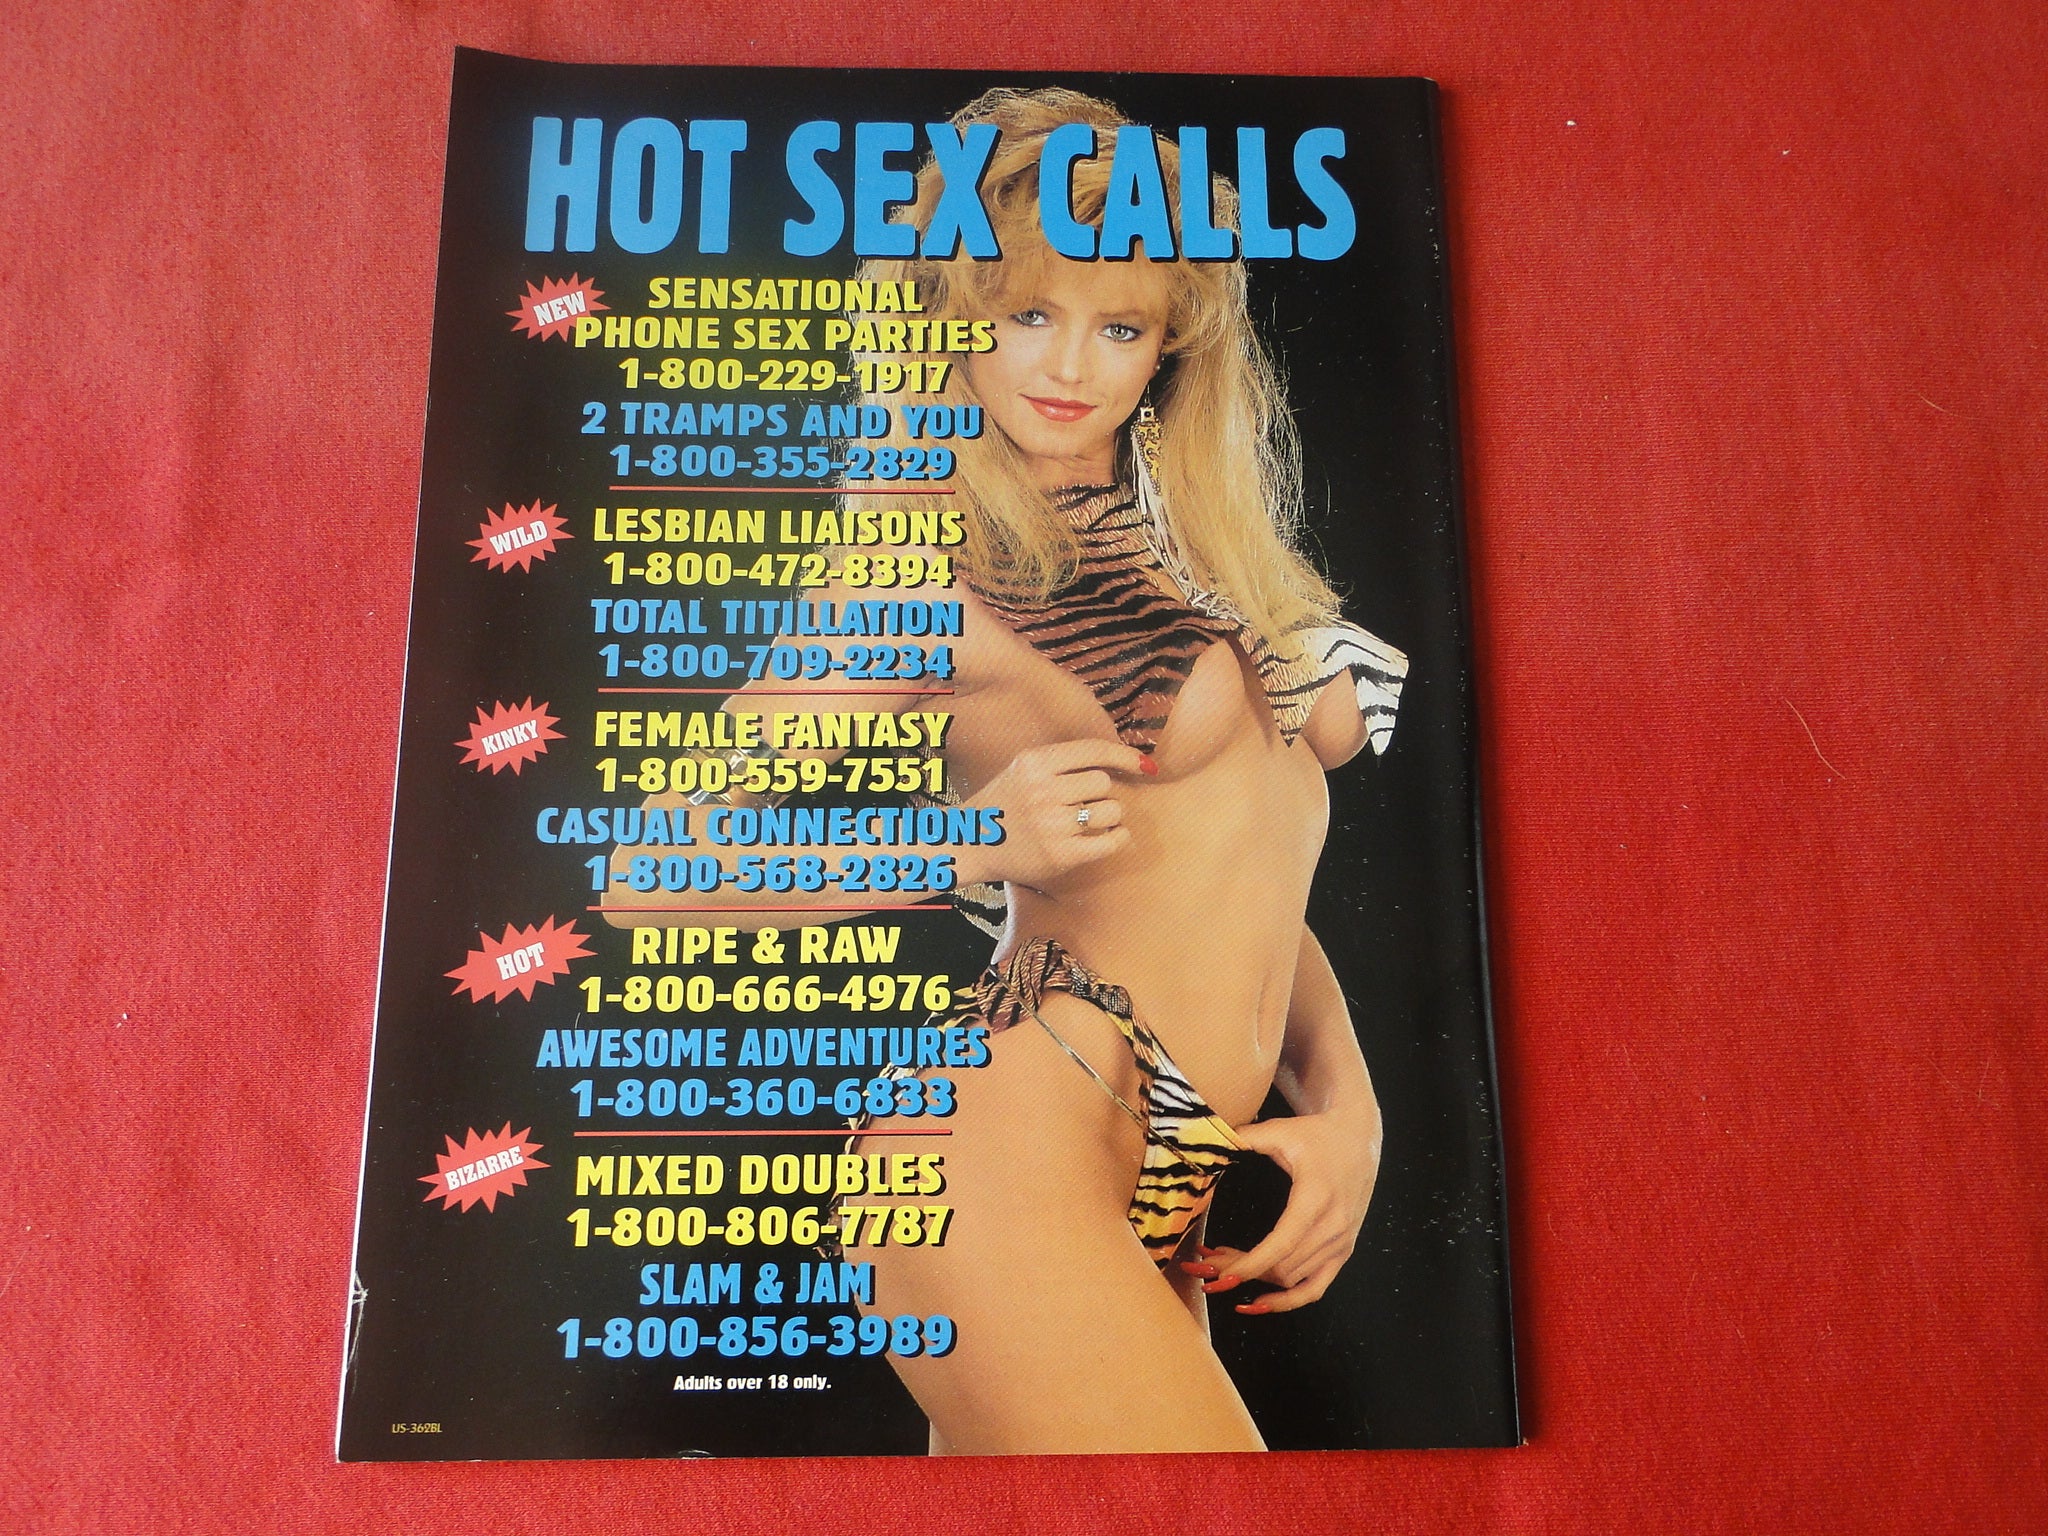 HOT SEX CALLS
NEW
SENSATIONAL
PHONE SEX PARTIES
1-800-229-1917
2 TRAMPS AND YOU
1-800-355-2829
WILD
LESBIAN LIAISONS
1-800-472-8394
TOTAL TITILLATION
1-800-709-2234
KINKY
FEMALE FANTASY
1-800-559-7551
CASUAL CONNECTIONS
1-800-568-2826
HOT
RIPE & RAW
1-800-666-4976
AWESOME ADVENTURES
1-800-360-6833
BIZARRE
MIXED DOUBLES
1-800-806-7787
SLAM & JAM
1-800-856-3989
Adults over 18 only.
US-362BL